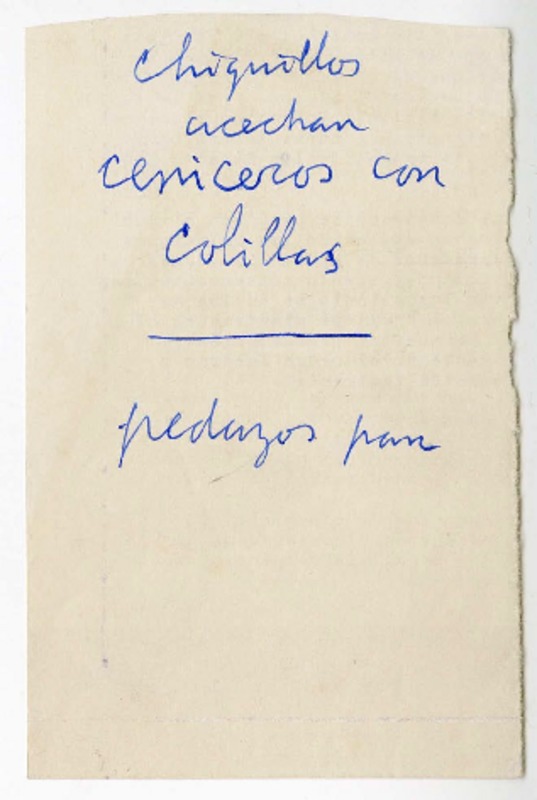 chiquillos
acechan
ceniceros con
colillas
pedazos pan